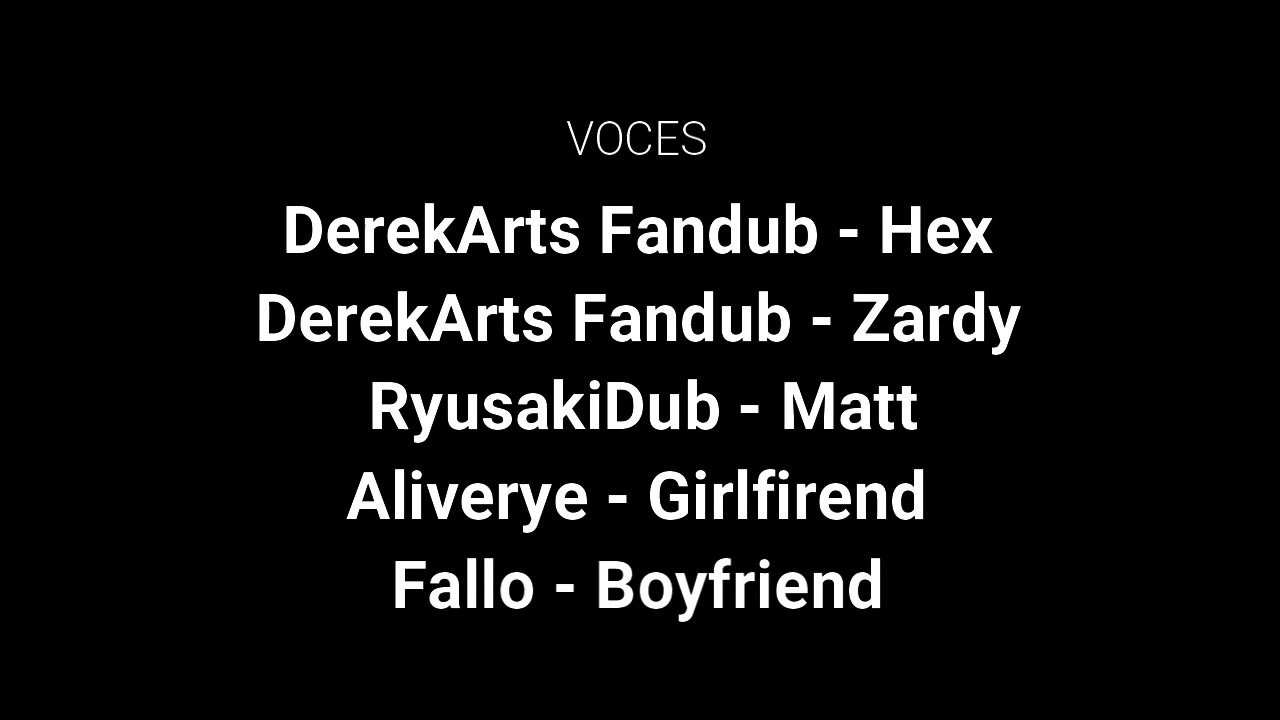 VOCES
DerekArts Fandub - Hex
DerekArts Fandub - Zardy
RyusakiDub - Matt
Aliverye - Girlfirend
Fallo - Boyfriend